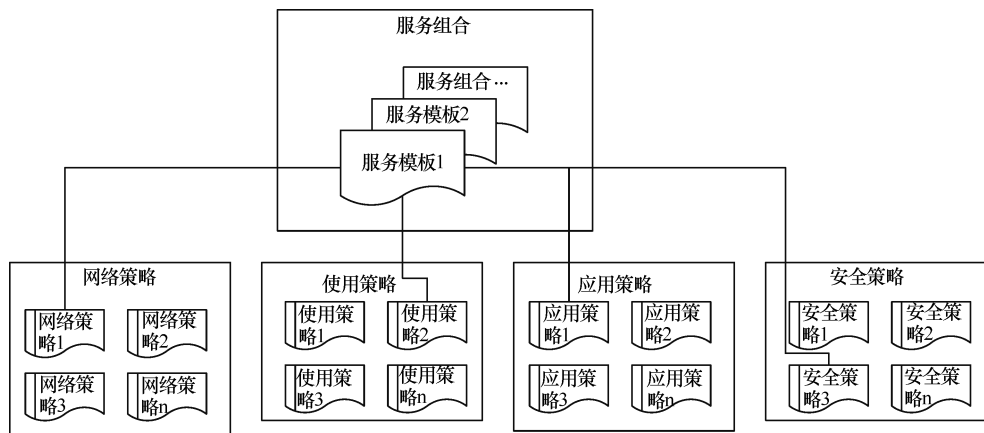 服务组合
服务组合…
服务模板2
服务模板1
网络策略
网络策
略1
网络策
略2
网络策
略3
网络策
略n
使用策略
使用策
略1
使用策
略2
使用策
略3
使用策
略n
应用策略
应用策
略1
应用策
略2
应用策
略3
应用策
略n
安全策略
安全策
略1
安全策
略2
安全策
略3
安全策
略n